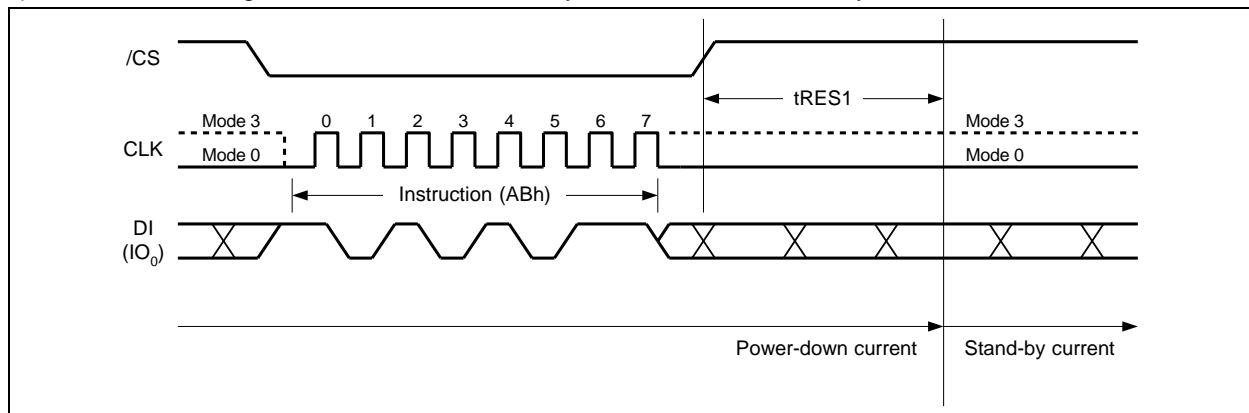 /CS
tRES1
0 1 2 3 4 5 6 7
Mode 3 Mode 3
CLK
Mode 0 Mode 0
Instruction (ABh)
DI
(IO0)
Power-down current Stand-by current